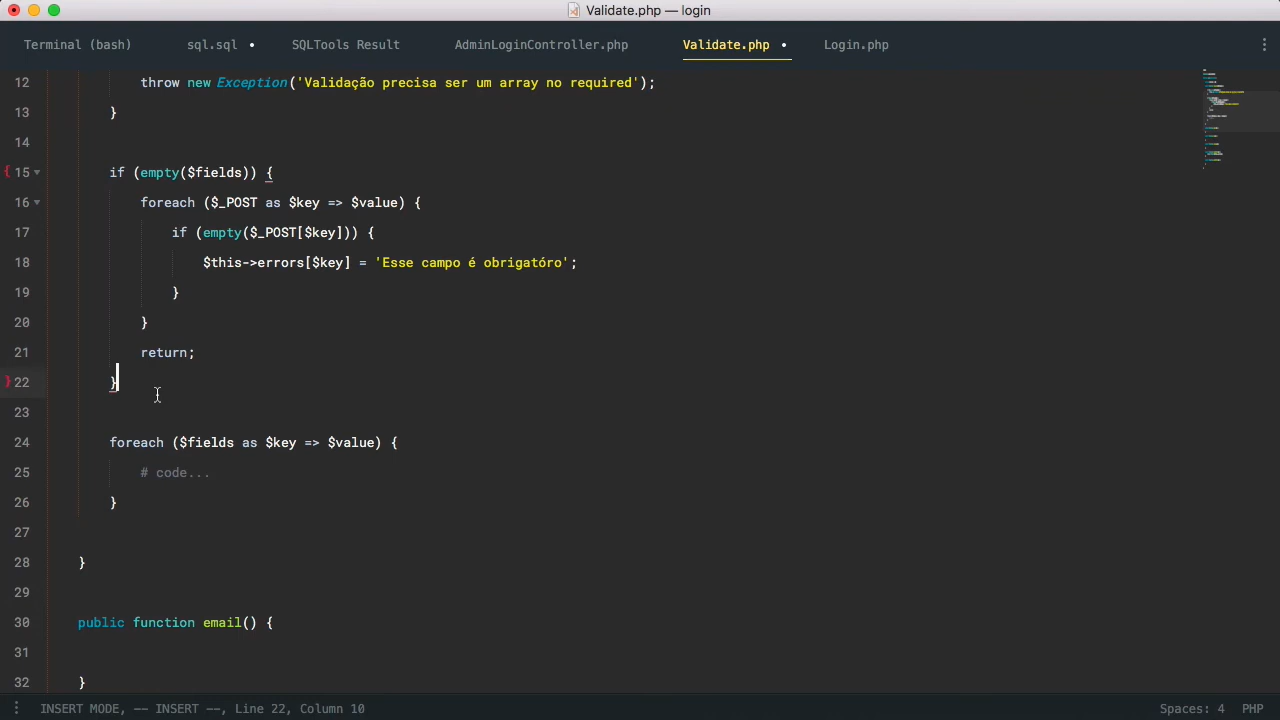 Validate.php — login
Terminal (bash) sql.sql • SQLTools Result AdminLoginController.php Validate.php • Login.php
12 throw new Exception('Validação precisa ser um array no required');
13 }
14
{ 15 if (empty($fields)) {
16 foreach ($_POST as $key => $value) {
17 if (empty($_POST[$key])) {
18 $this->errors[$key] = 'Esse campo é obrigatóro';
19 }
20 }
21 return;
} 22 }
23
24 foreach ($fields as $key => $value) {
25 # code...
26 }
27
28 }
29
30 public function email() {
31
32 }
INSERT MODE, -- INSERT --, Line 22, Column 10 Spaces: 4 PHP